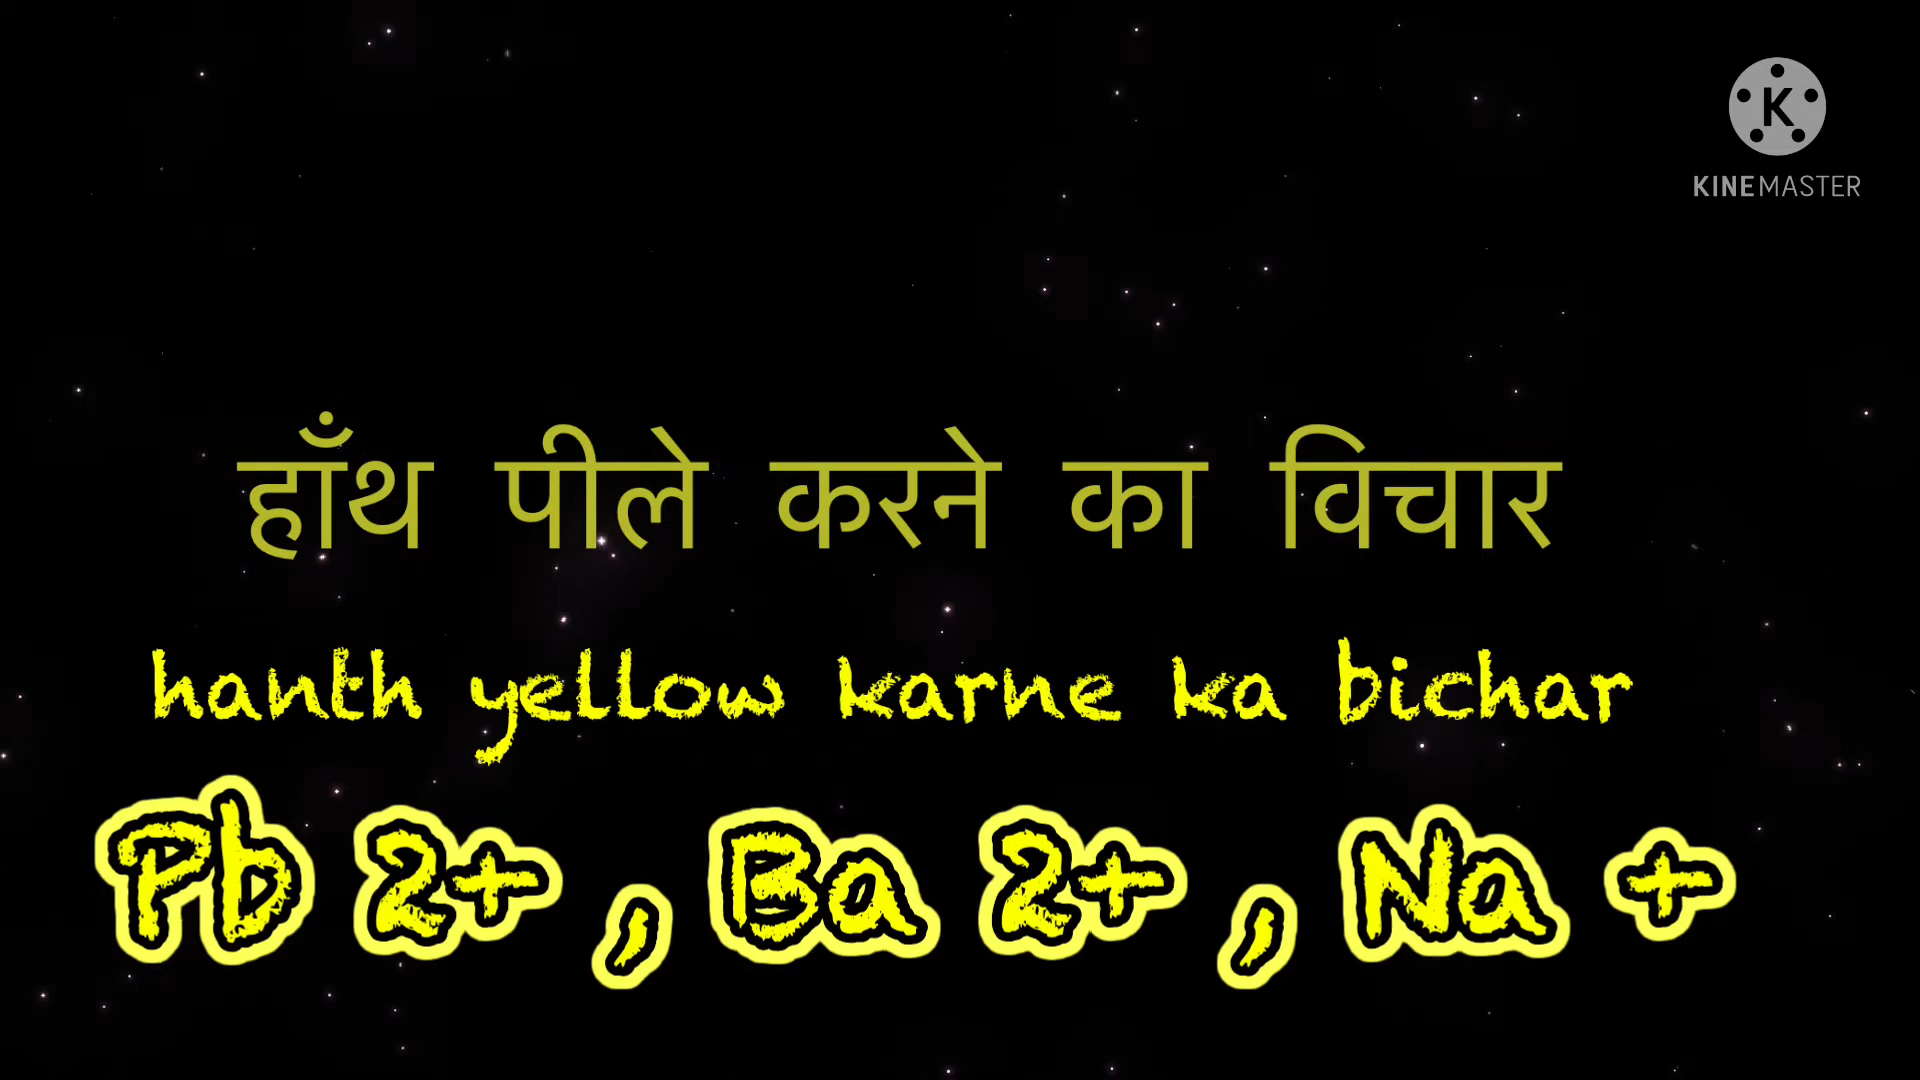 KINEMASTER
हाँथ पीले करने का विचार
hanth yellow karne ka bichar
Pb 2+ , Ba 2+ , Na +